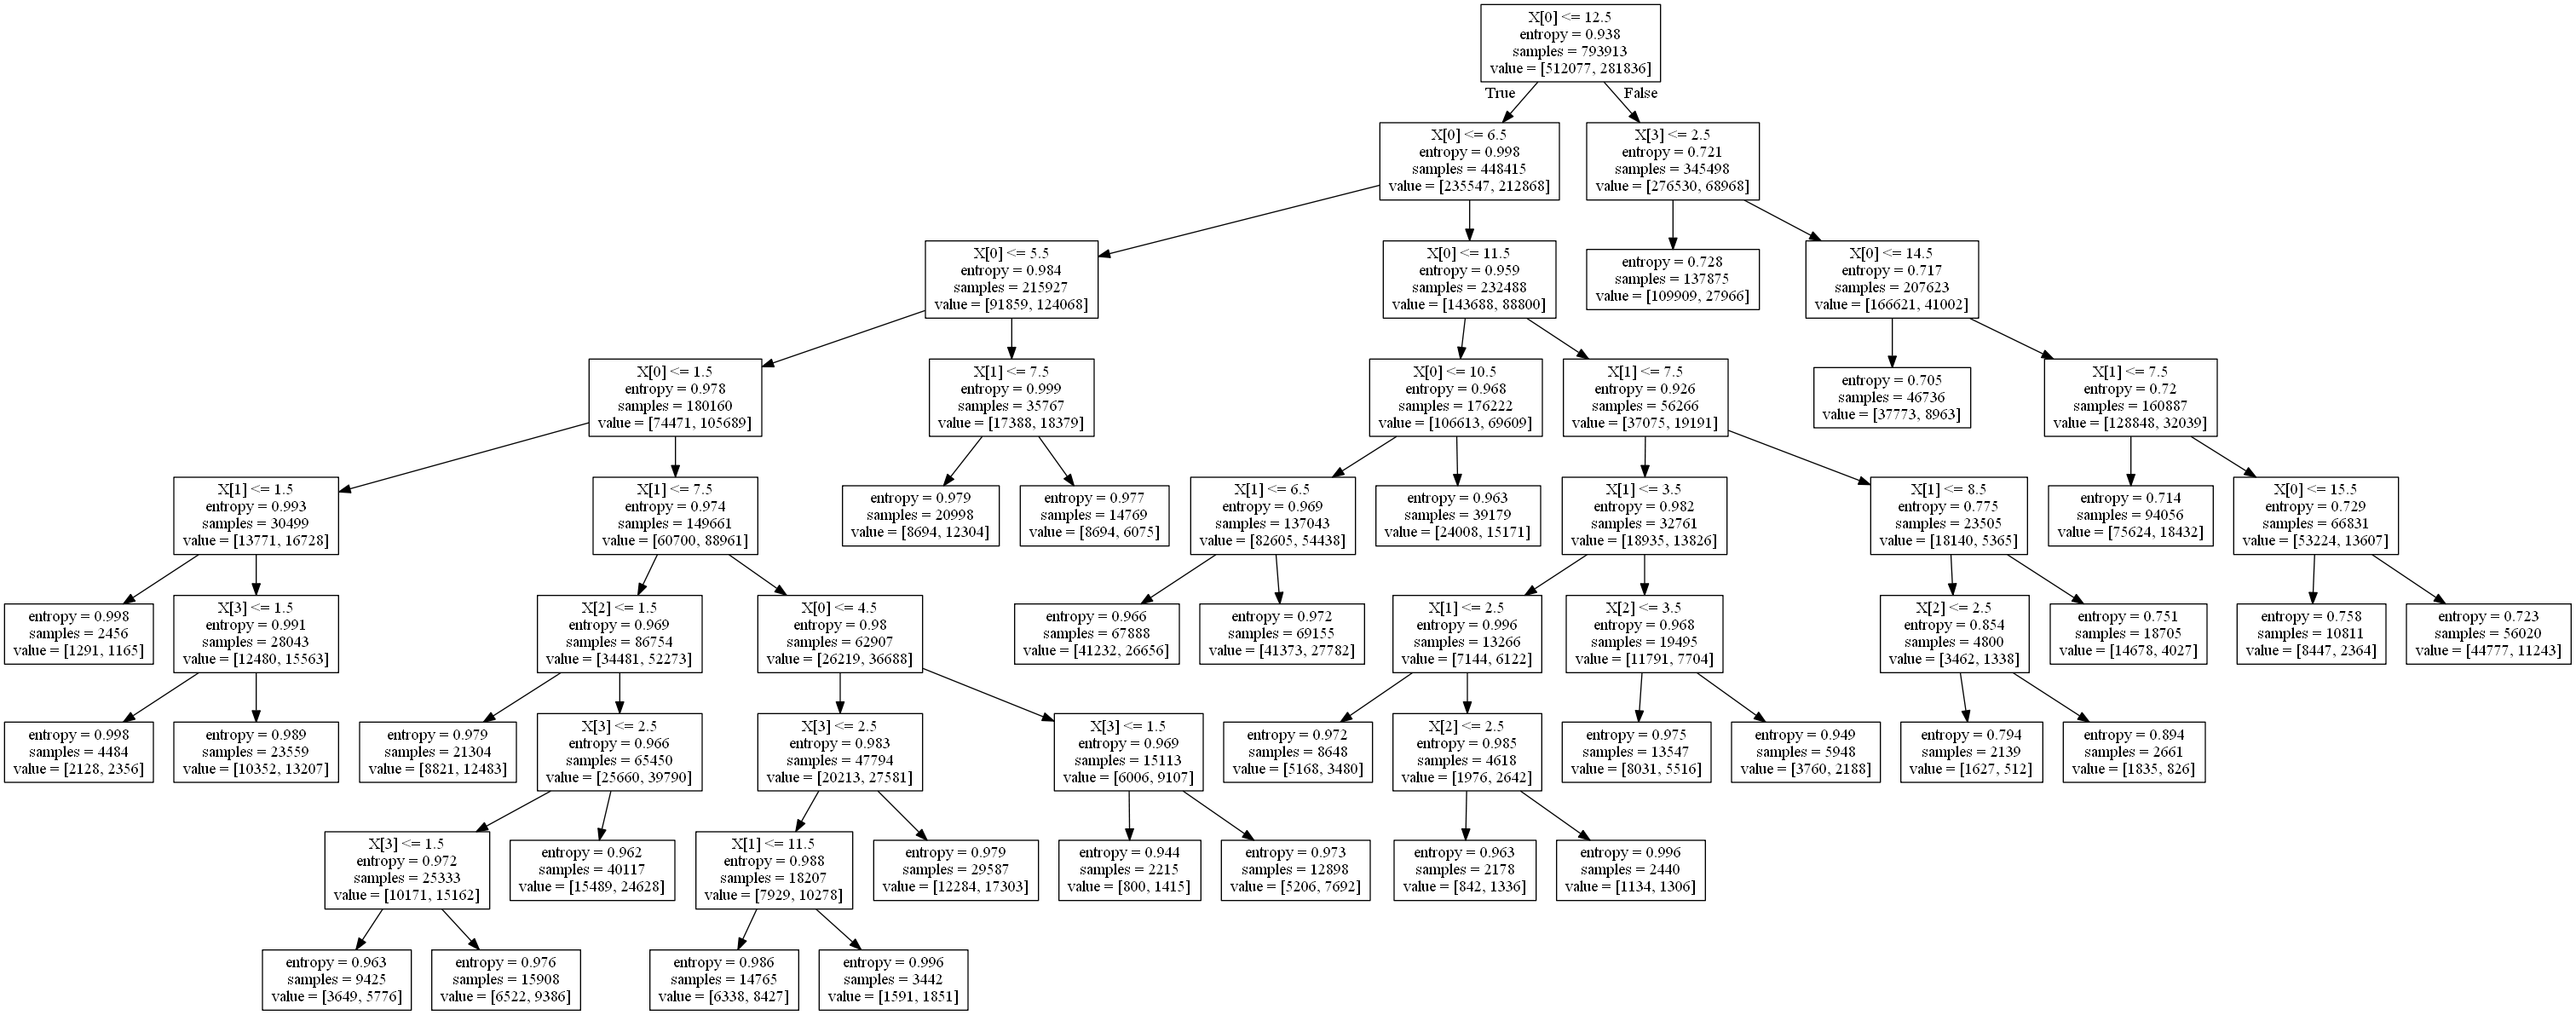 X[0] <= 12.5
entropy = 0.938
samples = 793913
value = [512077, 281836]
True
False
X[0] <= 6.5
entropy = 0.998
samples = 448415
value = [235547, 212868]
X[3] <= 2.5
entropy = 0.721
samples = 345498
value = [276530, 68968]
X[0] <= 5.5
entropy = 0.984
samples = 215927
value = [91859, 124068]
X[0] <= 11.5
entropy = 0.959
samples = 232488
value = [143688, 88800]
entropy = 0.728
samples = 137875
value = [109909, 27966]
X[0] <= 14.5
entropy = 0.717
samples = 207623
value = [166621, 41002]
X[0] <= 1.5
entropy = 0.978
samples = 180160
value = [74471, 105689]
X[1] <= 7.5
entropy = 0.999
samples = 35767
value = [17388, 18379]
X[0] <= 10.5
entropy = 0.968
samples = 176222
value = [106613, 69609]
X[1] <= 7.5
entropy = 0.926
samples = 56266
value = [37075, 19191]
entropy = 0.705
samples = 46736
value = [37773, 8963]
X[1] <= 7.5
entropy = 0.72
samples = 160887
value = [128848, 32039]
X[1] <= 1.5
entropy = 0.993
samples = 30499
value = [13771, 16728]
X[1] <= 7.5
entropy = 0.974
samples = 149661
value = [60700, 88961]
entropy = 0.979
samples = 20998
value = [8694, 12304]
entropy = 0.977
samples = 14769
value = [8694, 6075]
X[1] <= 6.5
entropy = 0.969
samples = 137043
value = [82605, 54438]
entropy = 0.963
samples = 39179
value = [24008, 15171]
X[1] <= 3.5
entropy = 0.982
samples = 32761
value = [18935, 13826]
X[1] <= 8.5
entropy = 0.775
samples = 23505
value = [18140, 5365]
entropy = 0.714
samples = 94056
value = [75624, 18432]
X[0] <= 15.5
entropy = 0.729
samples = 66831
value = [53224, 13607]
entropy = 0.998
samples = 2456
value = [1291, 1165]
X[3] <= 1.5
entropy = 0.991
samples = 28043
value = [12480, 15563]
X[2] <= 1.5
entropy = 0.969
samples = 86754
value = [34481, 52273]
X[0] <= 4.5
entropy = 0.98
samples = 62907
value = [26219, 36688]
entropy = 0.966
samples = 67888
value = [41232, 26656]
entropy = 0.972
samples = 69155
value = [41373, 27782]
X[1] <= 2.5
entropy = 0.996
samples = 13266
value = [7144, 6122]
X[2] <= 3.5
entropy = 0.968
samples = 19495
value = [11791, 7704]
X[2] <= 2.5
entropy = 0.854
samples = 4800
value = [3462, 1338]
entropy = 0.751
samples = 18705
value = [14678, 4027]
entropy = 0.758
samples = 10811
value = [8447, 2364]
entropy = 0.723
samples = 56020
value = [44777, 11243]
entropy = 0.998
samples = 4484
value = [2128, 2356]
entropy = 0.989
samples = 23559
value = [10352, 13207]
entropy = 0.979
samples = 21304
value = [8821, 12483]
X[3] <= 2.5
entropy = 0.966
samples = 65450
value = [25660, 39790]
X[3] <= 2.5
entropy = 0.983
samples = 47794
value = [20213, 27581]
X[3] <= 1.5
entropy = 0.969
samples = 15113
value = [6006, 9107]
entropy = 0.972
samples = 8648
value = [5168, 3480]
X[2] <= 2.5
entropy = 0.985
samples = 4618
value = [1976, 2642]
entropy = 0.975
samples = 13547
value = [8031, 5516]
entropy = 0.949
samples = 5948
value = [3760, 2188]
entropy = 0.794
samples = 2139
value = [1627, 512]
entropy = 0.894
samples = 2661
value = [1835, 826]
X[3] <= 1.5
entropy = 0.972
samples = 25333
value = [10171, 15162]
entropy = 0.962
samples = 40117
value = [15489, 24628]
X[1] <= 11.5
entropy = 0.988
samples = 18207
value = [7929, 10278]
entropy = 0.979
samples = 29587
value = [12284, 17303]
entropy = 0.944
samples = 2215
value = [800, 1415]
entropy = 0.973
samples = 12898
value = [5206, 7692]
entropy = 0.963
samples = 2178
value = [842, 1336]
entropy = 0.996
samples = 2440
value = [1134, 1306]
entropy = 0.963
samples = 9425
value = [3649, 5776]
entropy = 0.976
samples = 15908
value = [6522, 9386]
entropy = 0.986
samples = 14765
value = [6338, 8427]
entropy = 0.996
samples = 3442
value = [1591, 1851]